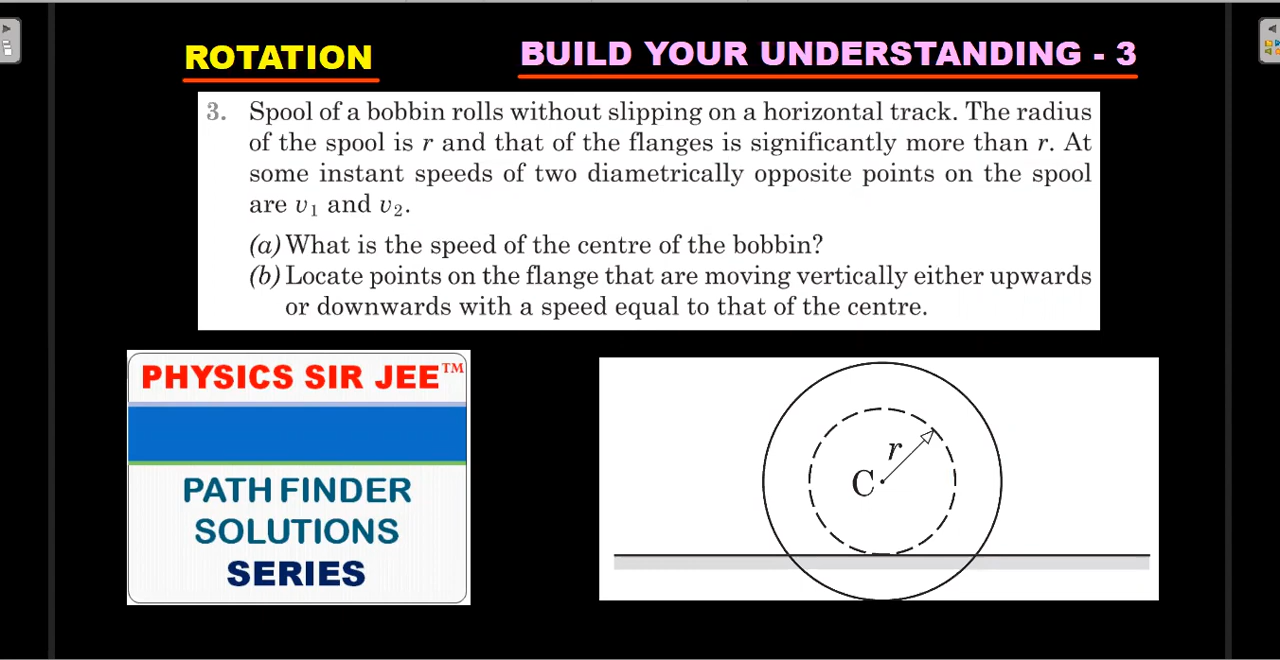 ROTATION
BUILD YOUR UNDERSTANDING - 3
3. Spool of a bobbin rolls without slipping on a horizontal track. The radius
of the spool is r and that of the flanges is significantly more than r. At
some instant speeds of two diametrically opposite points on the spool
are v₁ and v₂.
(a) What is the speed of the centre of the bobbin?
(b) Locate points on the flange that are moving vertically either upwards
or downwards with a speed equal to that of the centre.
PHYSICS SIR JEE™
PATH FINDER
SOLUTIONS
SERIES
r
C